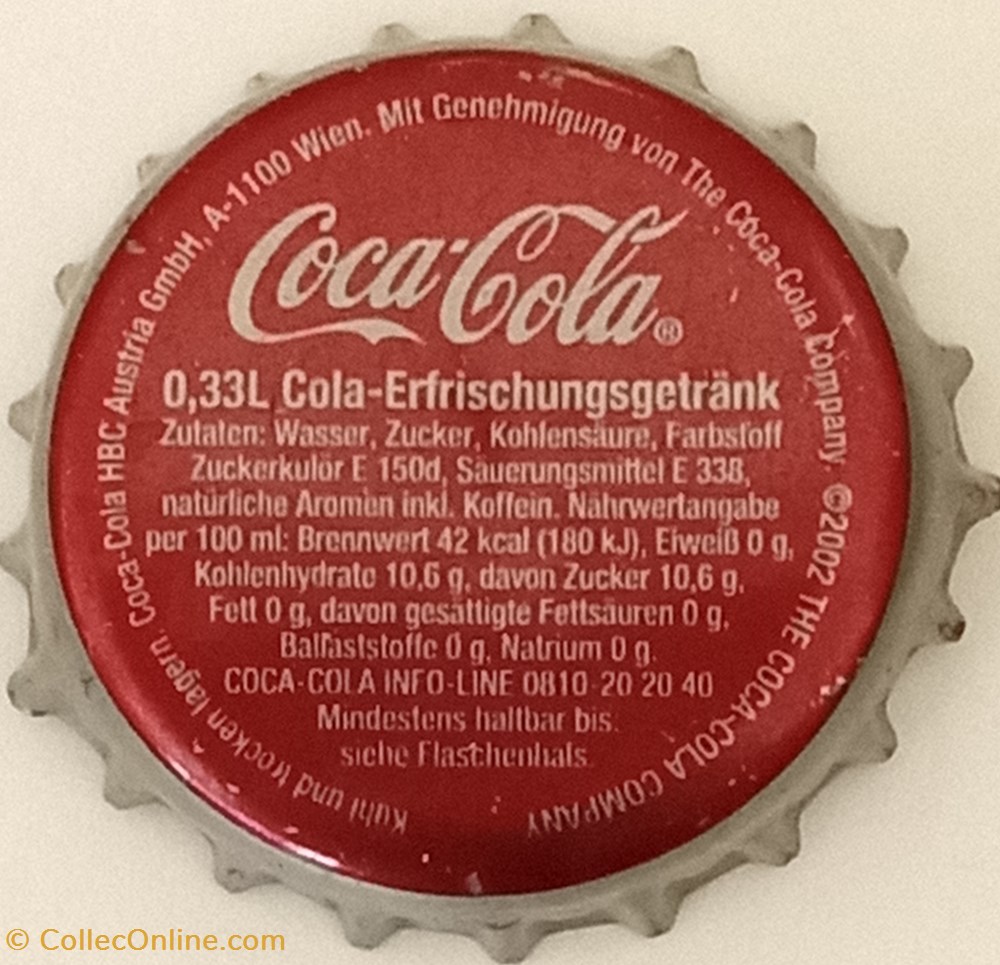 Kühl und trocken lagern. Coca-Cola HBC Austria GmbH, A-1100 Wien. Mit Genehmigung von The Coca-Cola Company. ©2002 THE COCA-COLA COMPANY
Coca-Cola®
0,33L Cola-Erfrischungsgetränk
Zutaten: Wasser, Zucker, Kohlensäure, Farbstoff
Zuckerkulör E 150d, Säuerungsmittel E 338,
natürliche Aromen inkl. Koffein. Nährwertangabe
per 100 ml: Brennwert 42 kcal (180 kJ), Eiweiß 0 g,
Kohlenhydrate 10,6 g, davon Zucker 10,6 g,
Fett 0 g, davon gesättigte Fettsäuren 0 g,
Ballaststoffe 0 g, Natrium 0 g.
COCA-COLA INFO-LINE 0810-20 20 40
Mindestens haltbar bis:
siehe Flaschenhals.
© CollecOnline.com